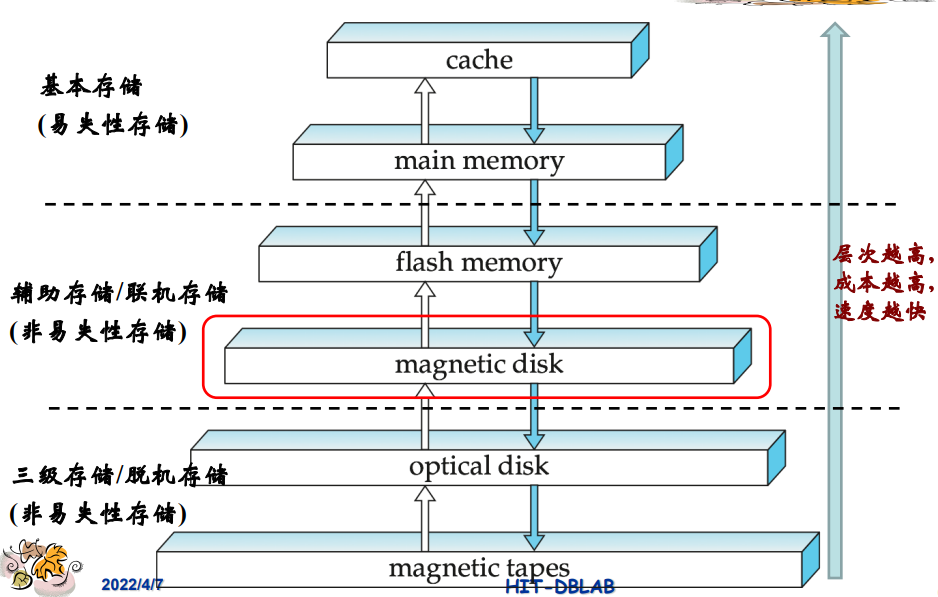 cache
基本存储
(易失性存储)
main memory
flash memory
层次越高，
成本越高，
速度越快
辅助存储/联机存储
(非易失性存储)
magnetic disk
optical disk
三级存储/脱机存储
(非易失性存储)
magnetic tapes
2022/4/7
HIT-DBLAB